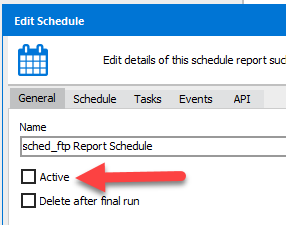 Edit Schedule
Edit details of this schedule report suc
General Schedule Tasks Events API
Name
sched_ftp Report Schedule
Active
Delete after final run